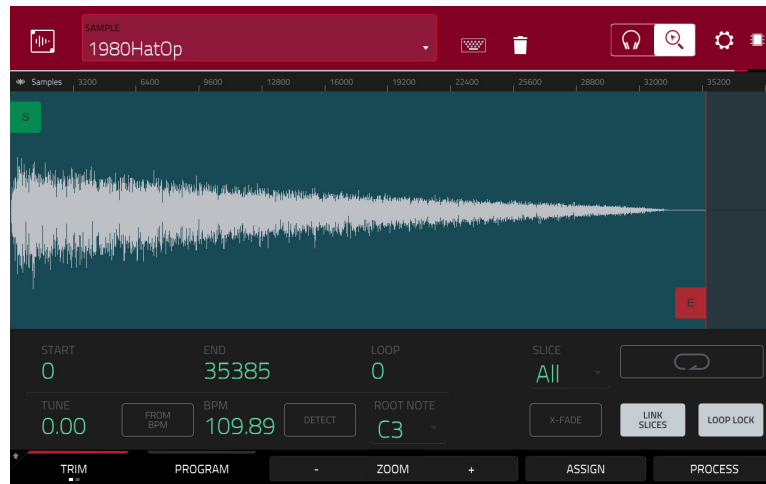 SAMPLE
1980HatOp
Samples 3200 6400 9600 12800 16000 19200 22400 25600 28800 32000 35200
S
E
START END LOOP SLICE
0 35385 0 All
TUNE FROM BPM BPM DETECT ROOT NOTE X-FADE LINK SLICES LOOP LOCK
0.00 109.89 C3
TRIM PROGRAM - ZOOM + ASSIGN PROCESS